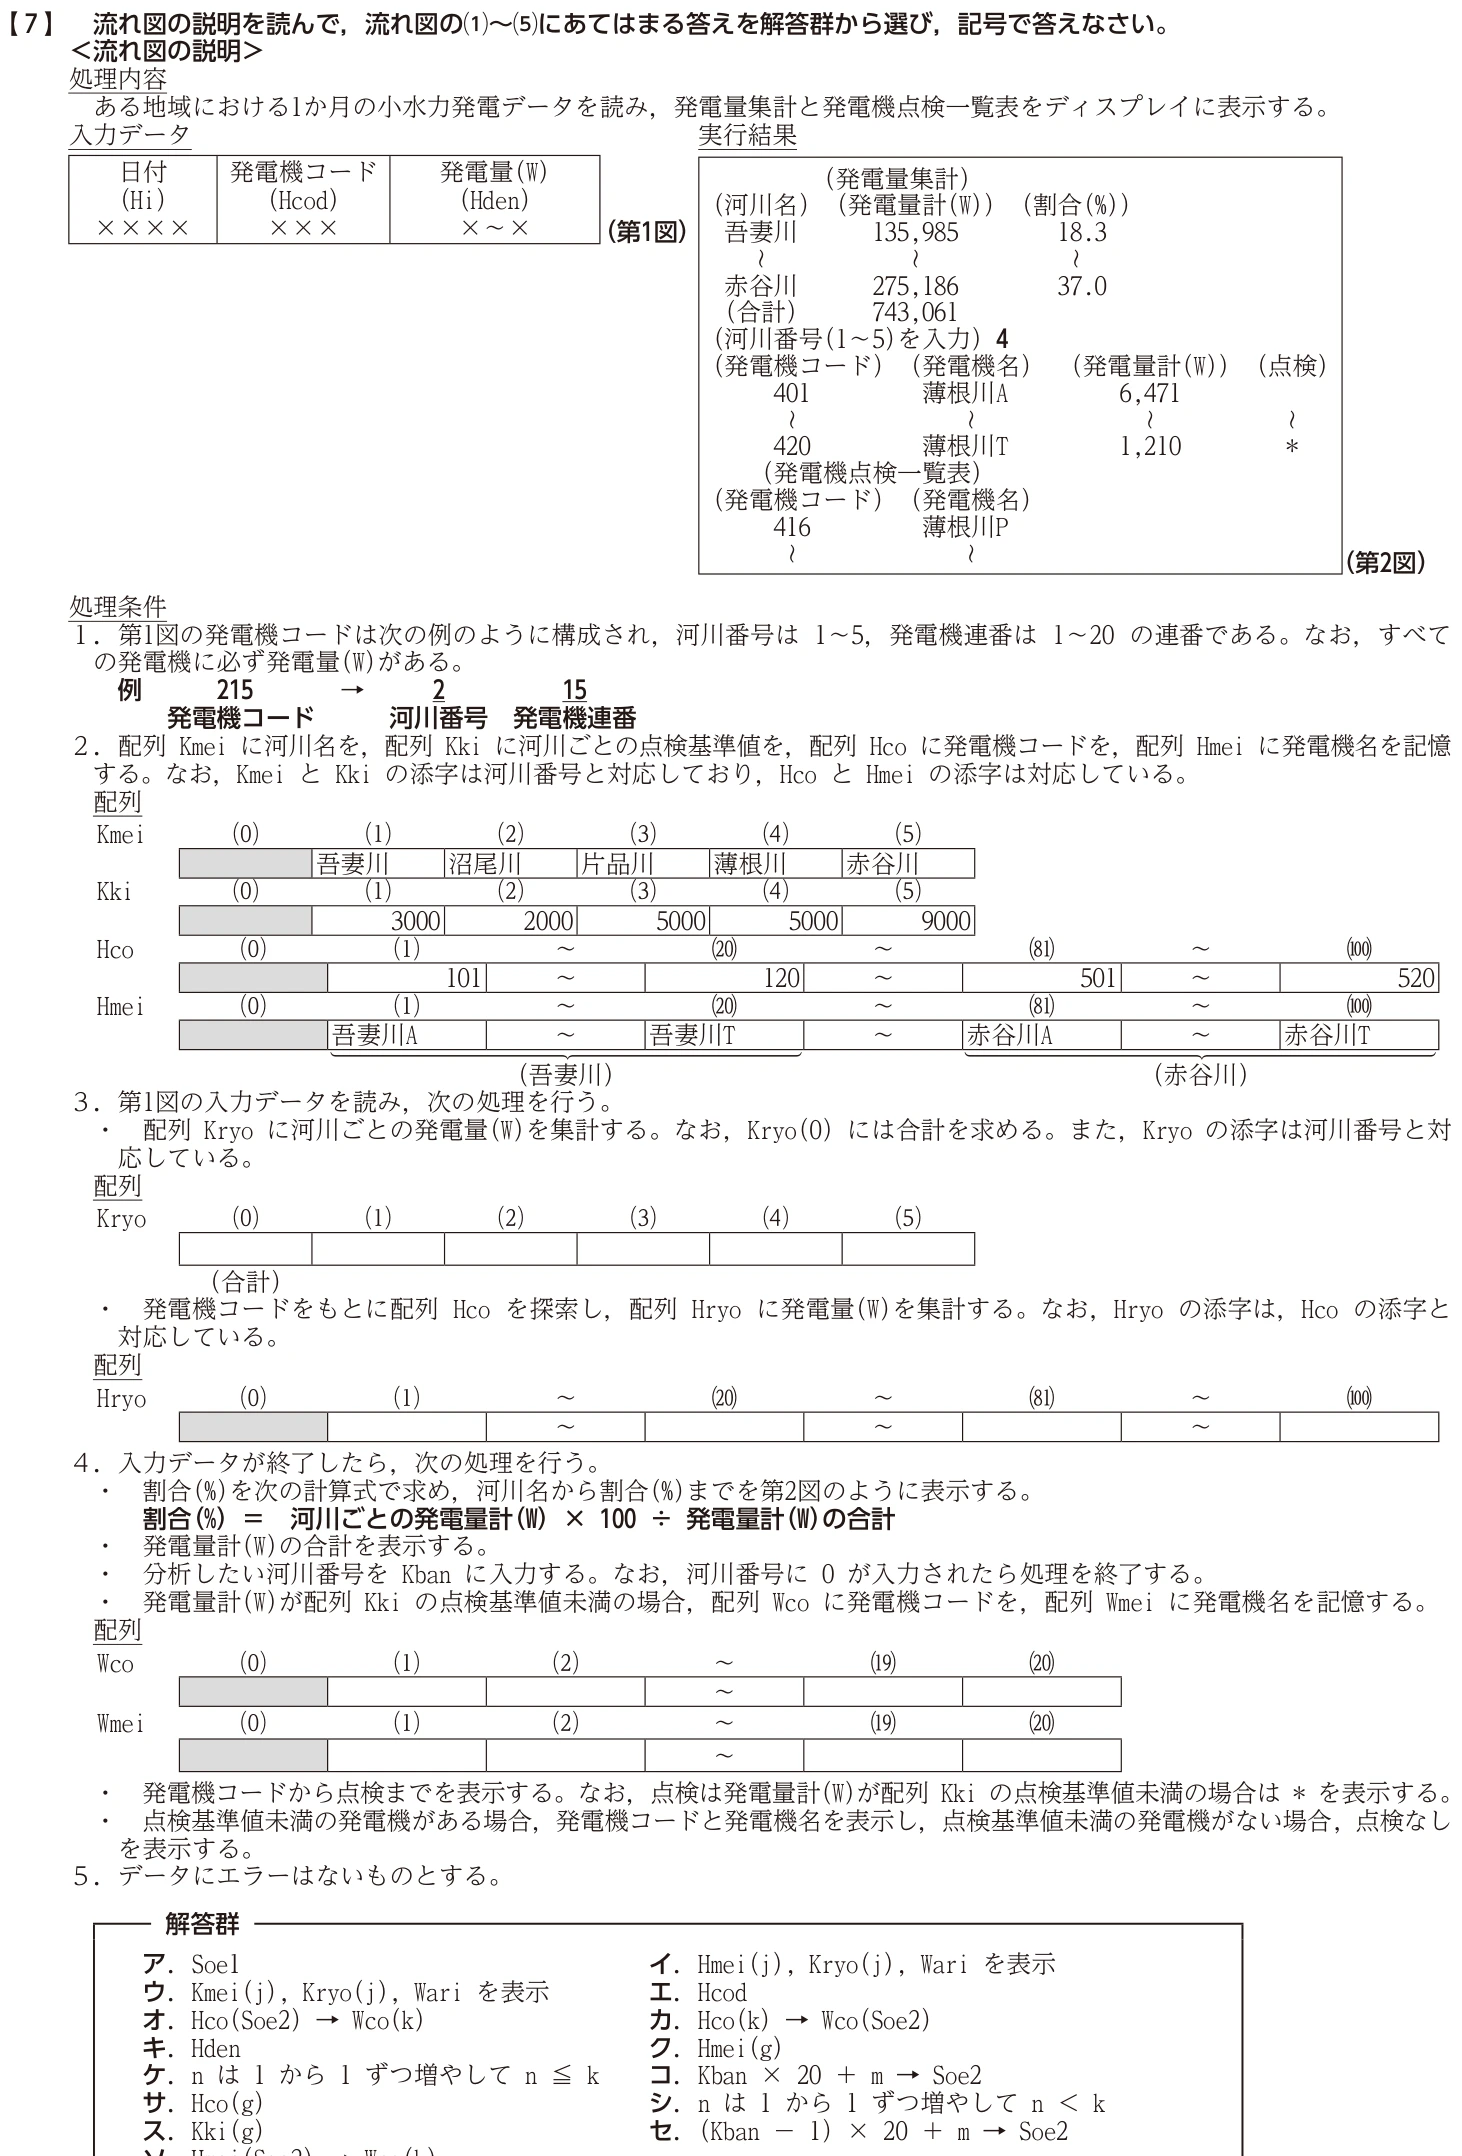 【7】 流れ図の説明を読んで，流れ図の⑴～⑸にあてはまる答えを解答群から選び，記号で答えなさい。
＜流れ図の説明＞
処理内容
ある地域における1か月の小水力発電データを読み，発電量集計と発電機点検一覧表をディスプレイに表示する。
入力データ
日付 発電機コード 発電量(W)
(Hi) (Hcod) (Hden)
×××× ××× ×～×
(第1図)
実行結果
(発電量集計)
(河川名) (発電量計(W)) (割合(%))
吾妻川 135,985 18.3
～ ～ ～
赤谷川 275,186 37.0
(合計) 743,061
(河川番号(1～5)を入力) 4
(発電機コード) (発電機名) (発電量計(W)) (点検)
401 薄根川A 6,471
～ ～ ～ ～
420 薄根川T 1,210 ＊
(発電機点検一覧表)
(発電機コード) (発電機名)
416 薄根川P
～ ～
(第2図)
処理条件
1．第1図の発電機コードは次の例のように構成され，河川番号は 1～5，発電機連番は 1～20 の連番である。なお，すべて
の発電機に必ず発電量(W)がある。
例 215 → 2 15
発電機コード 河川番号 発電機連番
2．配列 Kmei に河川名を，配列 Kki に河川ごとの点検基準値を，配列 Hco に発電機コードを，配列 Hmei に発電機名を記憶
する。なお，Kmei と Kki の添字は河川番号と対応しており，Hco と Hmei の添字は対応している。
配列
Kmei (0) (1) (2) (3) (4) (5)
吾妻川 沼尾川 片品川 薄根川 赤谷川
Kki (0) (1) (2) (3) (4) (5)
3000 2000 5000 5000 9000
Hco (0) (1) ～ (20) ～ (81) ～ (100)
101 ～ 120 ～ 501 ～ 520
Hmei (0) (1) ～ (20) ～ (81) ～ (100)
吾妻川A ～ 吾妻川T ～ 赤谷川A ～ 赤谷川T
(吾妻川) (赤谷川)
3．第1図の入力データを読み，次の処理を行う。
・ 配列 Kryo に河川ごとの発電量(W)を集計する。なお，Kryo(0) には合計を求める。また，Kryo の添字は河川番号と対
応している。
配列
Kryo (0) (1) (2) (3) (4) (5)
(合計)
・ 発電機コードをもとに配列 Hco を探索し，配列 Hryo に発電量(W)を集計する。なお，Hryo の添字は，Hco の添字と
対応している。
配列
Hryo (0) (1) ～ (20) ～ (81) ～ (100)
～ ～ ～
4．入力データが終了したら，次の処理を行う。
・ 割合(%)を次の計算式で求め，河川名から割合(%)までを第2図のように表示する。
割合(%) ＝ 河川ごとの発電量計(W) × 100 ÷ 発電量計(W)の合計
・ 発電量計(W)の合計を表示する。
・ 分析したい河川番号を Kban に入力する。なお，河川番号に 0 が入力されたら処理を終了する。
・ 発電量計(W)が配列 Kki の点検基準値未満の場合，配列 Wco に発電機コードを，配列 Wmei に発電機名を記憶する。
配列
Wco (0) (1) (2) ～ (19) (20)
～
Wmei (0) (1) (2) ～ (19) (20)
～
・ 発電機コードから点検までを表示する。なお，点検は発電量計(W)が配列 Kki の点検基準値未満の場合は ＊ を表示する。
・ 点検基準値未満の発電機がある場合，発電機コードと発電機名を表示し，点検基準値未満の発電機がない場合，点検なし
を表示する。
5．データにエラーはないものとする。
解答群
ア．Soe1 イ．Hmei(j), Kryo(j), Wari を表示
ウ．Kmei(j), Kryo(j), Wari を表示 エ．Hcod
オ．Hco(Soe2) → Wco(k) カ．Hco(k) → Wco(Soe2)
キ．Hden ク．Hmei(g)
ケ．n は 1 から 1 ずつ増やして n ≦ k コ．Kban × 20 ＋ m → Soe2
サ．Hco(g) シ．n は 1 から 1 ずつ増やして n ＜ k
ス．Kki(g) セ．(Kban － 1) × 20 ＋ m → Soe2